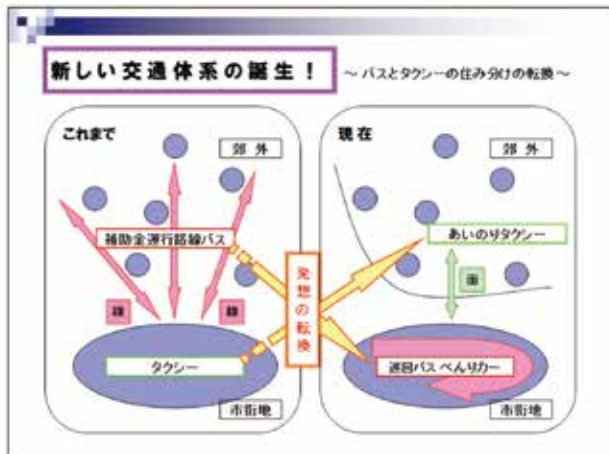 新しい交通体系の誕生！
～バスとタクシーの住み分けの転換～
これまで
郊外
補助金運行路線バス
線
線
タクシー
市街地
発想の転換
現在
郊外
あいのりタクシー
面
巡回バス べんりカー
市街地